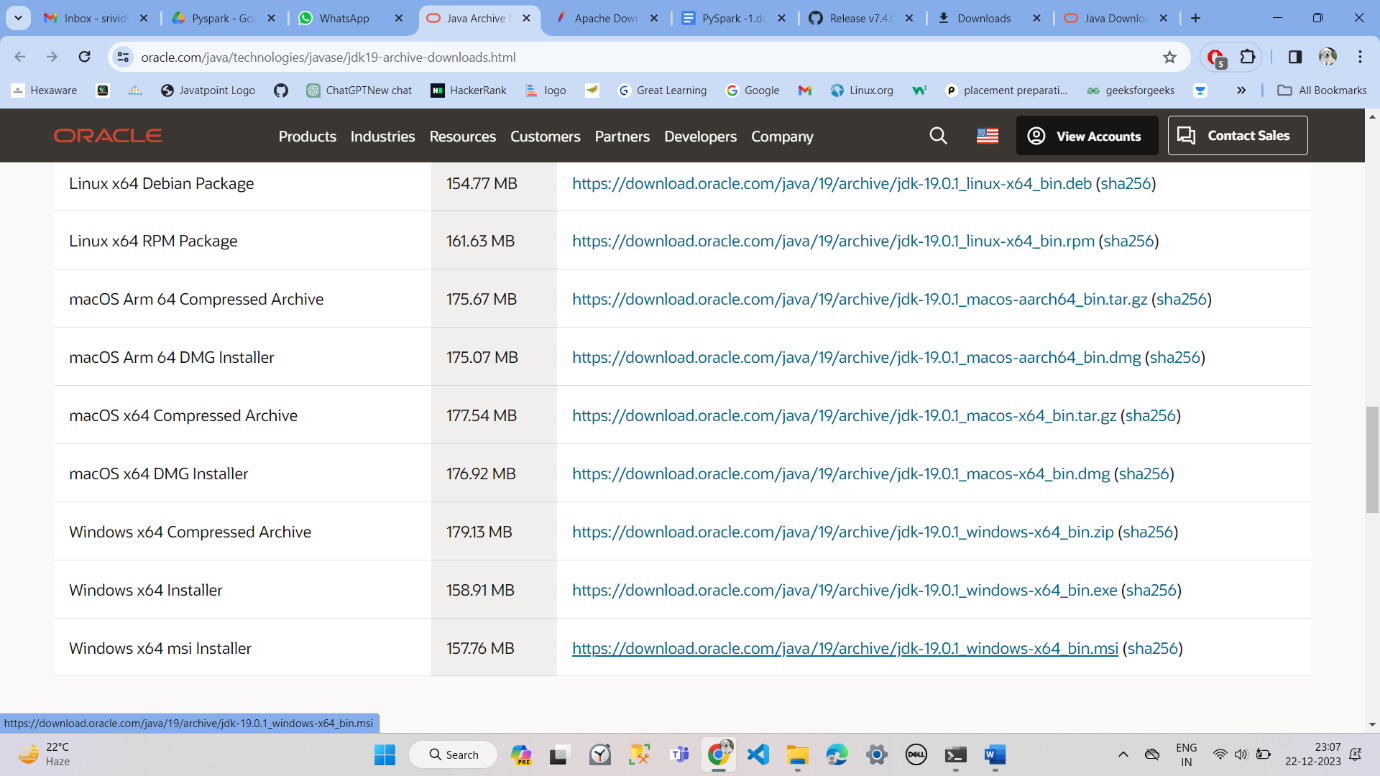 Inbox - srivid
Pyspark - Goo
WhatsApp
Java Archive
Apache Dow
PySpark -1.do
Release v7.4.
Downloads
Java Downlo
oracle.com/java/technologies/javase/jdk19-archive-downloads.html
5
Hexaware
Javatpoint Logo
ChatGPTNew chat
HackerRank
logo
Great Learning
Google
Linux.org
placement preparati...
geeksforgeeks
»
All Bookmarks
ORACLE
Products Industries Resources Customers Partners Developers Company
View Accounts
Contact Sales
Linux x64 Debian Package 154.77 MB https://download.oracle.com/java/19/archive/jdk-19.0.1_linux-x64_bin.deb (sha256)
Linux x64 RPM Package 161.63 MB https://download.oracle.com/java/19/archive/jdk-19.0.1_linux-x64_bin.rpm (sha256)
macOS Arm 64 Compressed Archive 175.67 MB https://download.oracle.com/java/19/archive/jdk-19.0.1_macos-aarch64_bin.tar.gz (sha256)
macOS Arm 64 DMG Installer 175.07 MB https://download.oracle.com/java/19/archive/jdk-19.0.1_macos-aarch64_bin.dmg (sha256)
macOS x64 Compressed Archive 177.54 MB https://download.oracle.com/java/19/archive/jdk-19.0.1_macos-x64_bin.tar.gz (sha256)
macOS x64 DMG Installer 176.92 MB https://download.oracle.com/java/19/archive/jdk-19.0.1_macos-x64_bin.dmg (sha256)
Windows x64 Compressed Archive 179.13 MB https://download.oracle.com/java/19/archive/jdk-19.0.1_windows-x64_bin.zip (sha256)
Windows x64 Installer 158.91 MB https://download.oracle.com/java/19/archive/jdk-19.0.1_windows-x64_bin.exe (sha256)
Windows x64 msi Installer 157.76 MB https://download.oracle.com/java/19/archive/jdk-19.0.1_windows-x64_bin.msi (sha256)
https://download.oracle.com/java/19/archive/jdk-19.0.1_windows-x64_bin.msi
22°C
Haze
Search
PRE
DELL
ENG
IN
23:07
22-12-2023